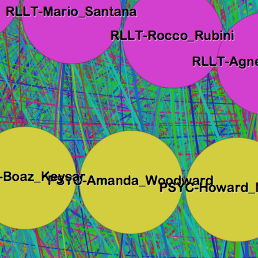 RLLT-Mario_Santana
RLLT-Rocco_Rubini
RLLT-Agne
-Boaz_Keysar
PSYC-Amanda_Woodward
PSYC-Howard_